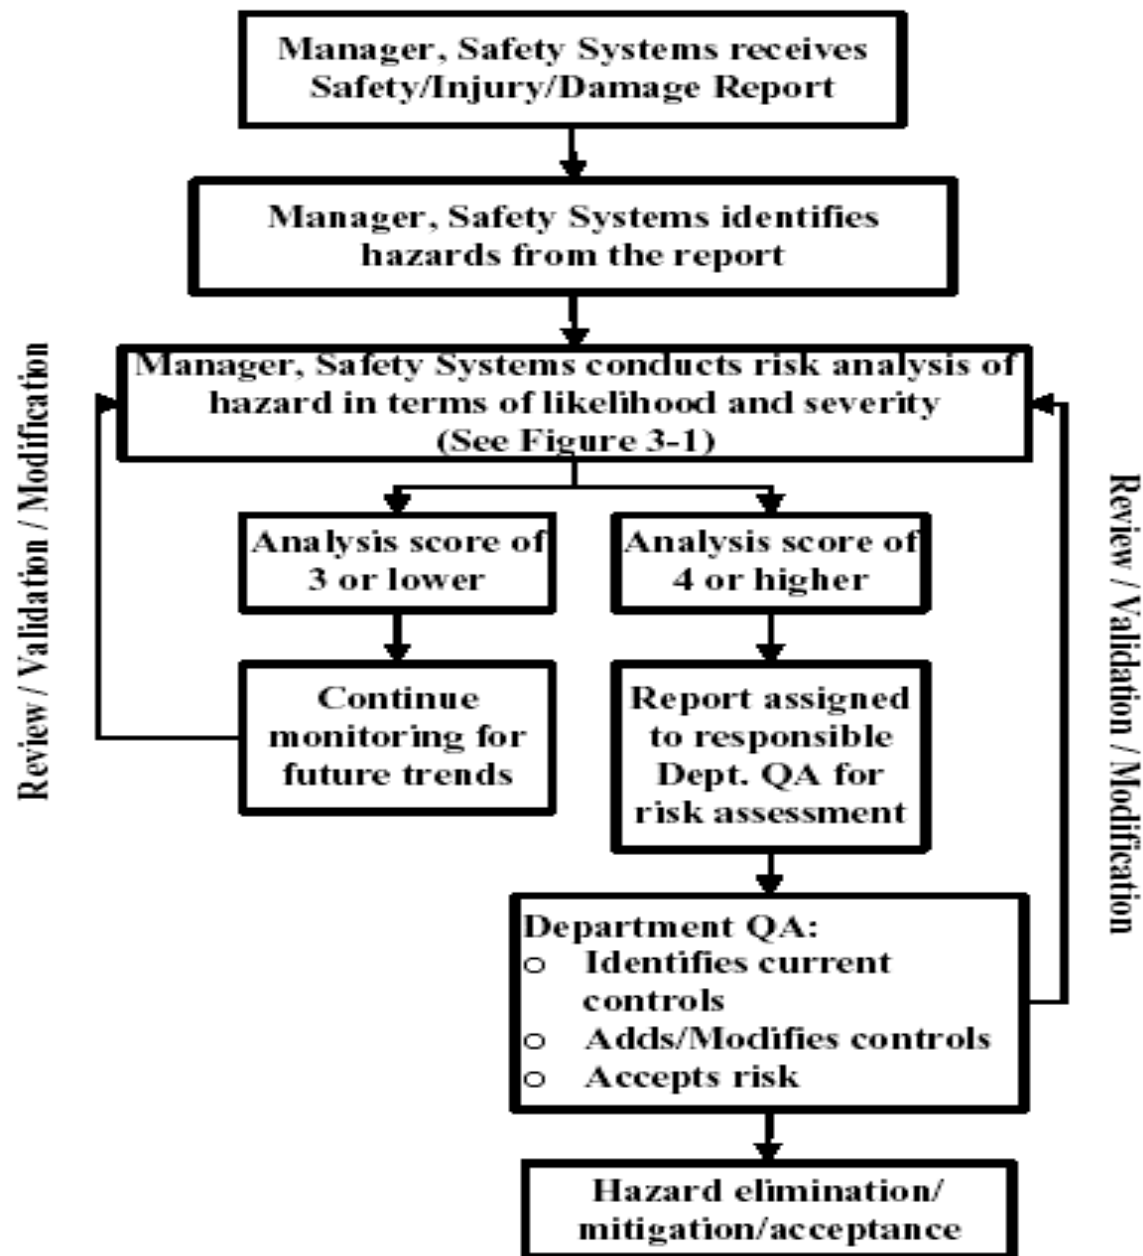 Manager, Safety Systems receives
Safety/Injury/Damage Report
Manager, Safety Systems identifies
hazards from the report
Manager, Safety Systems conducts risk analysis of
hazard in terms of likelihood and severity
(See Figure 3-1)
Review / Validation / Modification
Analysis score of
3 or lower
Analysis score of
4 or higher
Review / Validation / Modification
Continue
monitoring for
future trends
Report assigned
to responsible
Dept. QA for
risk assessment
Department QA:
o Identifies current
controls
o Adds/Modifies controls
o Accepts risk
Hazard elimination/
mitigation/acceptance